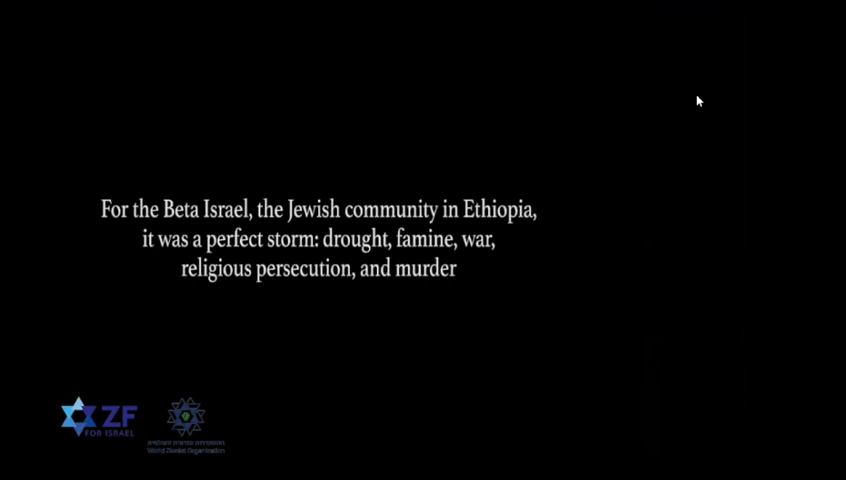 For the Beta Israel, the Jewish community in Ethiopia,
it was a perfect storm: drought, famine, war,
religious persecution, and murder
ZF
FOR ISRAEL
World Zionist Organization